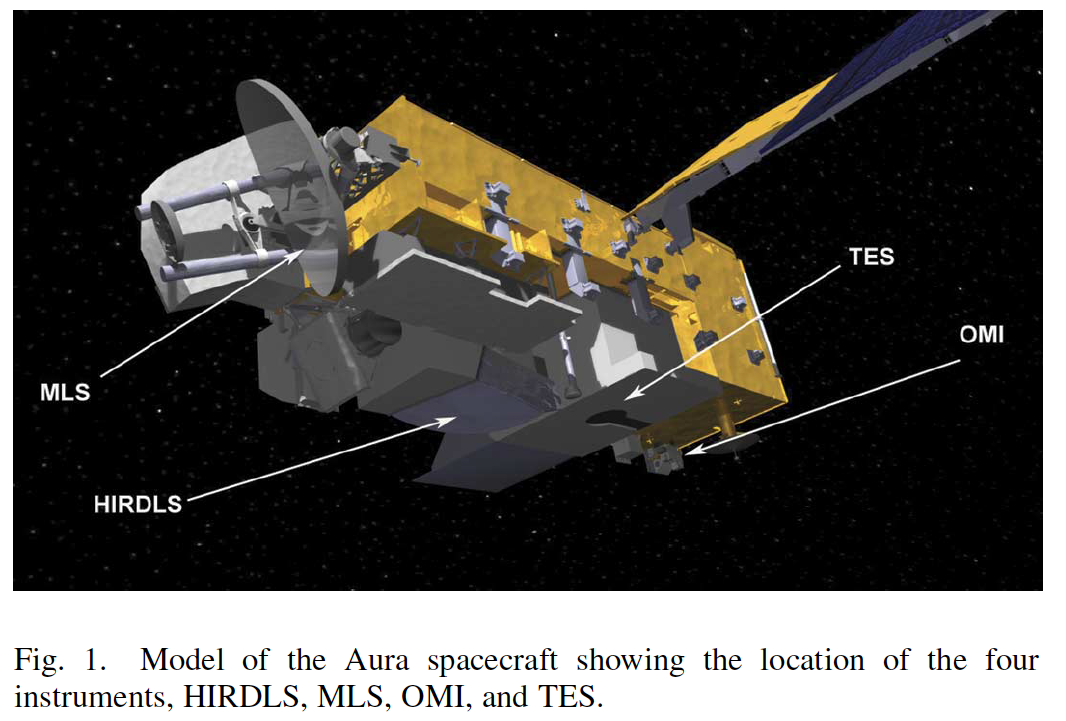 TES
OMI
MLS
HIRDLS
Fig. 1. Model of the Aura spacecraft showing the location of the four
instruments, HIRDLS, MLS, OMI, and TES.